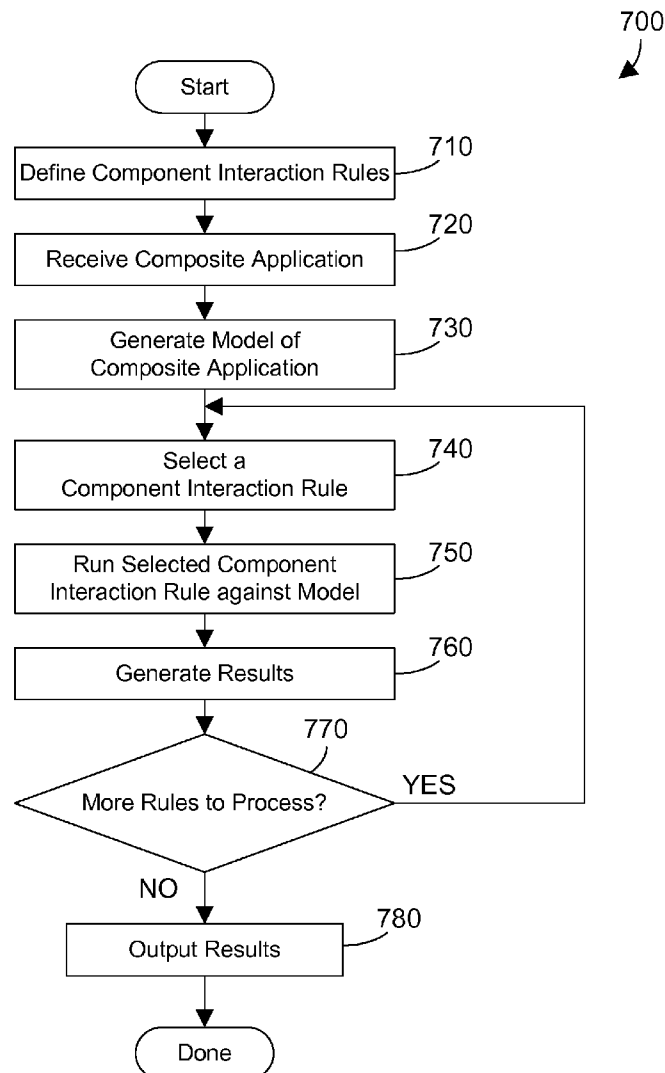 700
Start
710
Define Component Interaction Rules
720
Receive Composite Application
730
Generate Model of
Composite Application
740
Select a
Component Interaction Rule
750
Run Selected Component
Interaction Rule against Model
760
Generate Results
770
More Rules to Process?
YES
NO
780
Output Results
Done